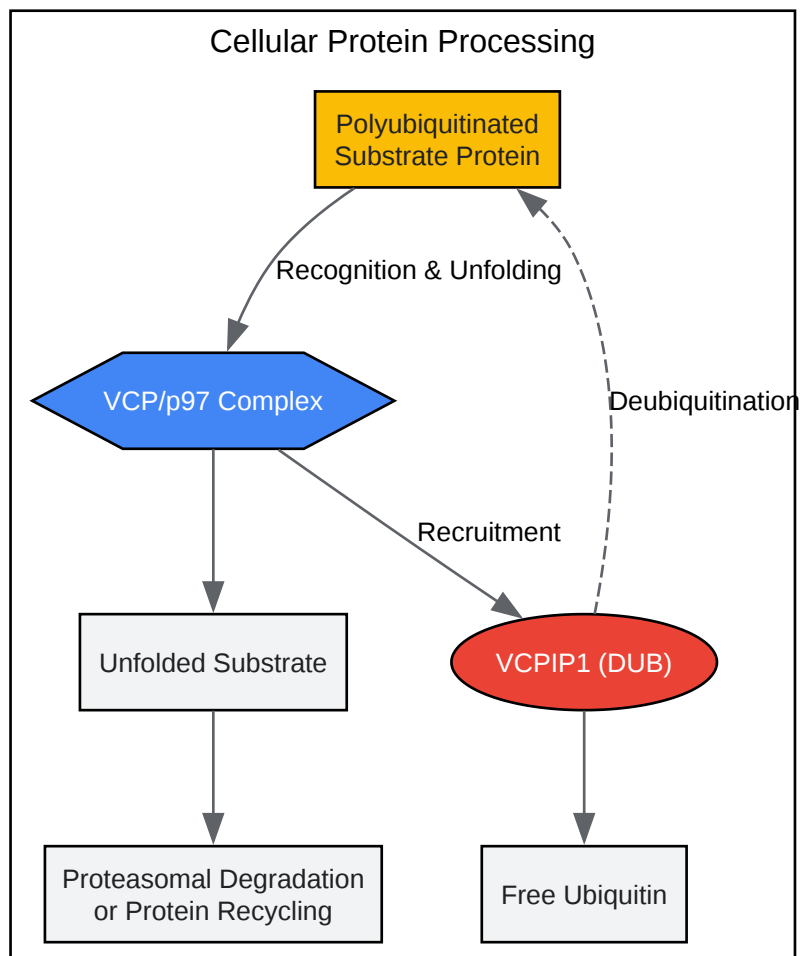 Cellular Protein Processing
Polyubiquitinated
Substrate Protein
Recognition & Unfolding
VCP/p97 Complex
Deubiquitination
Recruitment
Unfolded Substrate
VCPIP1 (DUB)
Proteasomal Degradation
or Protein Recycling
Free Ubiquitin